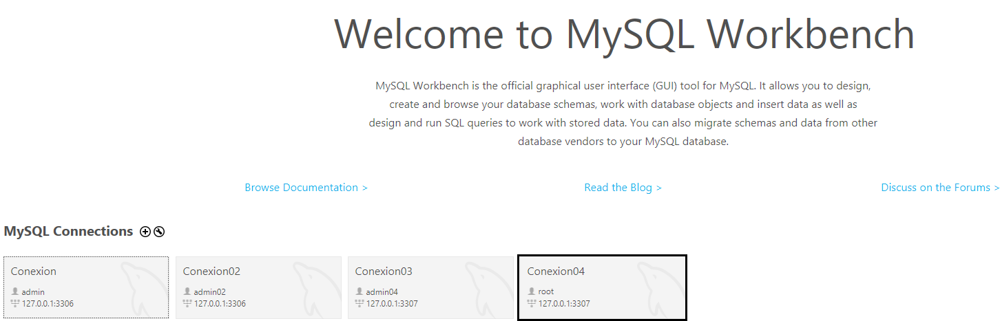 Welcome to MySQL Workbench
MySQL Workbench is the official graphical user interface (GUI) tool for MySQL. It allows you to design,
create and browse your database schemas, work with database objects and insert data as well as
design and run SQL queries to work with stored data. You can also migrate schemas and data from other
database vendors to your MySQL database.
Browse Documentation >
Read the Blog >
Discuss on the Forums >
MySQL Connections
Conexion
admin
127.0.0.1:3306
Conexion02
admin02
127.0.0.1:3306
Conexion03
admin04
127.0.0.1:3307
Conexion04
root
127.0.0.1:3307